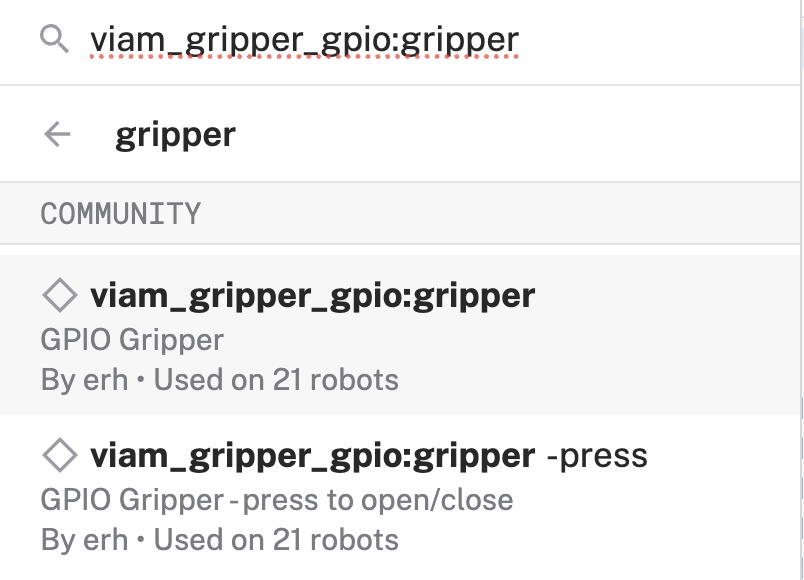 viam_gripper_gpio:gripper
gripper
COMMUNITY
viam_gripper_gpio:gripper
GPIO Gripper
By erh • Used on 21 robots
viam_gripper_gpio:gripper -press
GPIO Gripper - press to open/close
By erh • Used on 21 robots